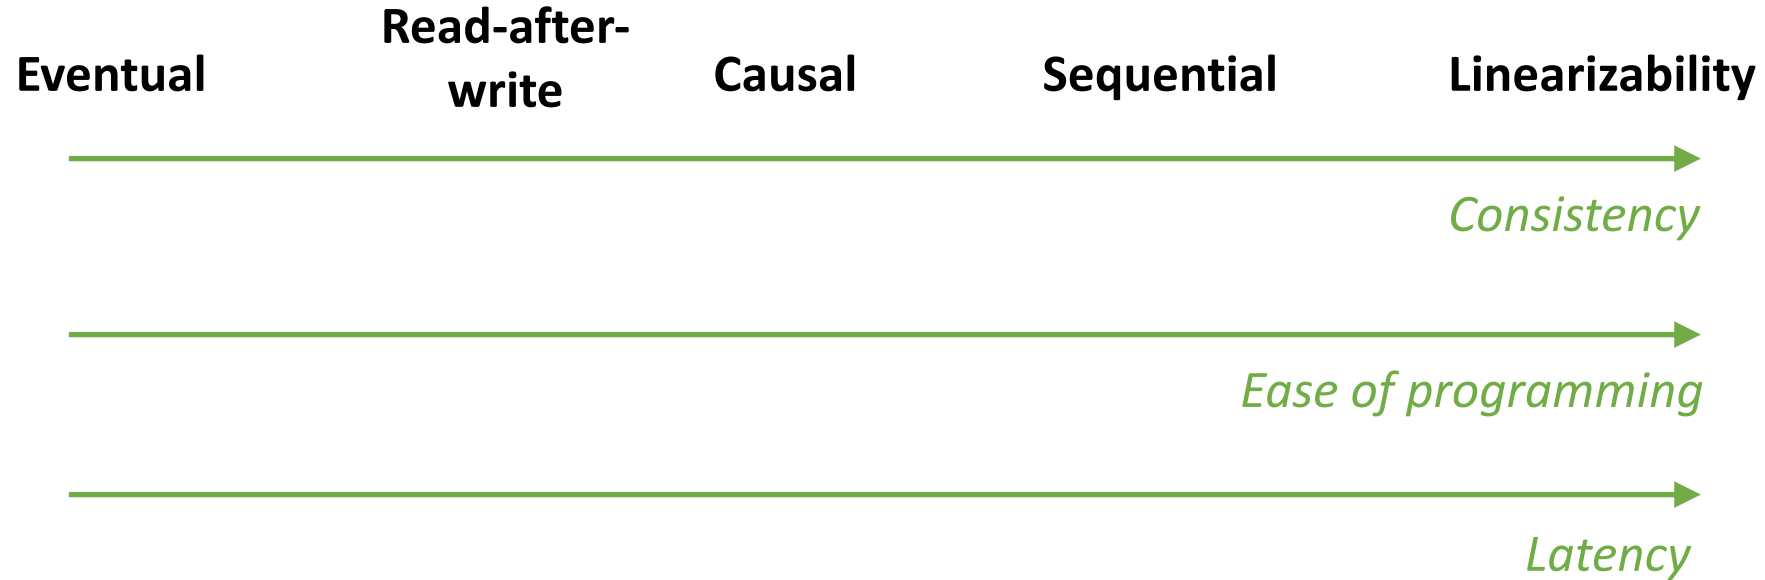 Eventual
Read-after-
write
Causal
Sequential
Linearizability
Consistency
Ease of programming
Latency